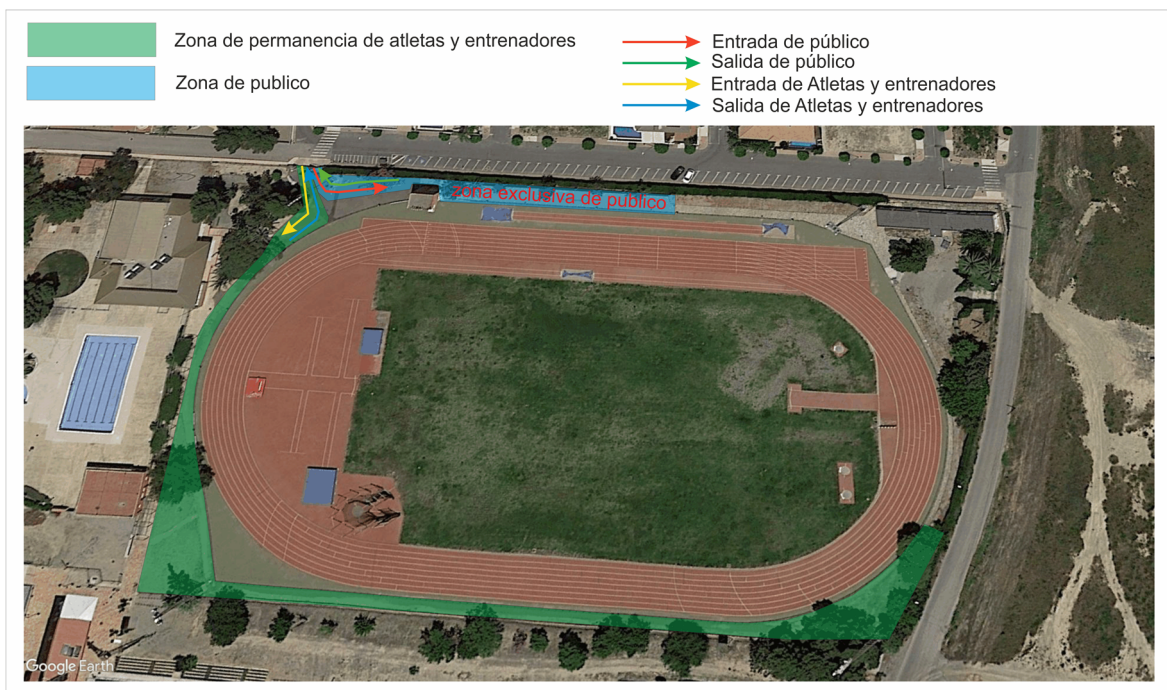 Zona de permanencia de atletas y entrenadores
Zona de publico
Entrada de público
Salida de público
Entrada de Atletas y entrenadores
Salida de Atletas y entrenadores
zona exclusiva de publico
Google Earth